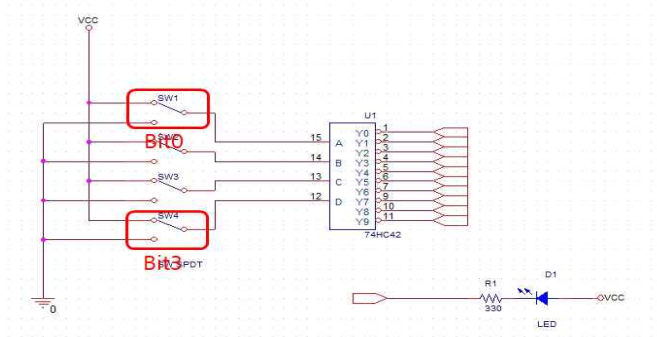 VCC
SW1
Bit0
SW2
SW3
SW4
Bit3
SW SPDT
0
U1
15 A
14 B
13 C
12 D
Y0 1
Y1 2
Y2 3
Y3 4
Y4 5
Y5 6
Y6 7
Y7 9
Y8 10
Y9 11
74HC42
R1
330
D1
LED
VCC